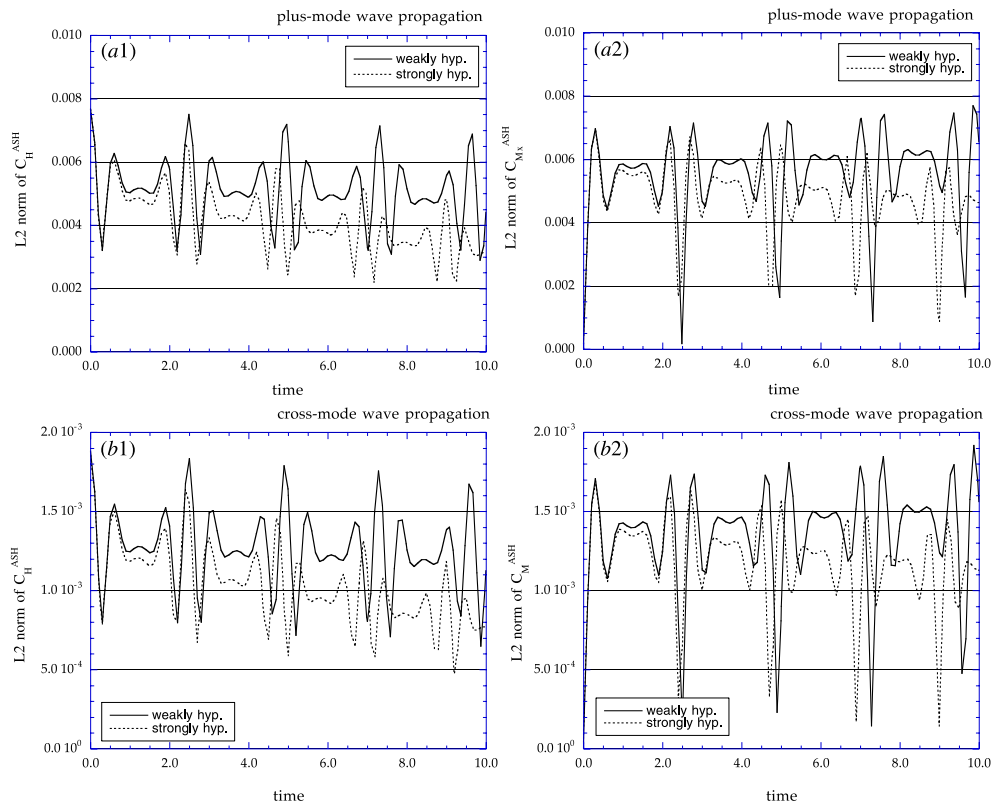 plus-mode wave propagation
(a1)
weakly hyp.
strongly hyp.
0.010
0.008
0.006
0.004
0.002
0.000
L2 norm of C_H^ASH
0.0 2.0 4.0 6.0 8.0 10.0
time
plus-mode wave propagation
(a2)
weakly hyp.
strongly hyp.
0.010
0.008
0.006
0.004
0.002
0.000
L2 norm of C_Mx^ASH
0.0 2.0 4.0 6.0 8.0 10.0
time
cross-mode wave propagation
(b1)
2.0 10^-3
1.5 10^-3
1.0 10^-3
5.0 10^-4
0.0 10^0
L2 norm of C_H^ASH
weakly hyp.
strongly hyp.
0.0 2.0 4.0 6.0 8.0 10.0
time
cross-mode wave propagation
(b2)
2.0 10^-3
1.5 10^-3
1.0 10^-3
5.0 10^-4
0.0 10^0
L2 norm of C_M^ASH
weakly hyp.
strongly hyp.
0.0 2.0 4.0 6.0 8.0 10.0
time